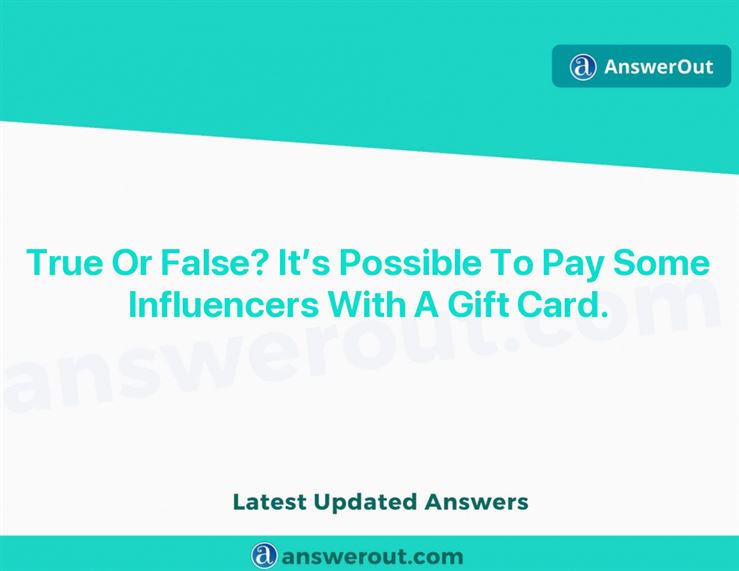 AnswerOut
True Or False? It's Possible To Pay Some
Influencers With A Gift Card.
answerout.com
Latest Updated Answers
answerout.com